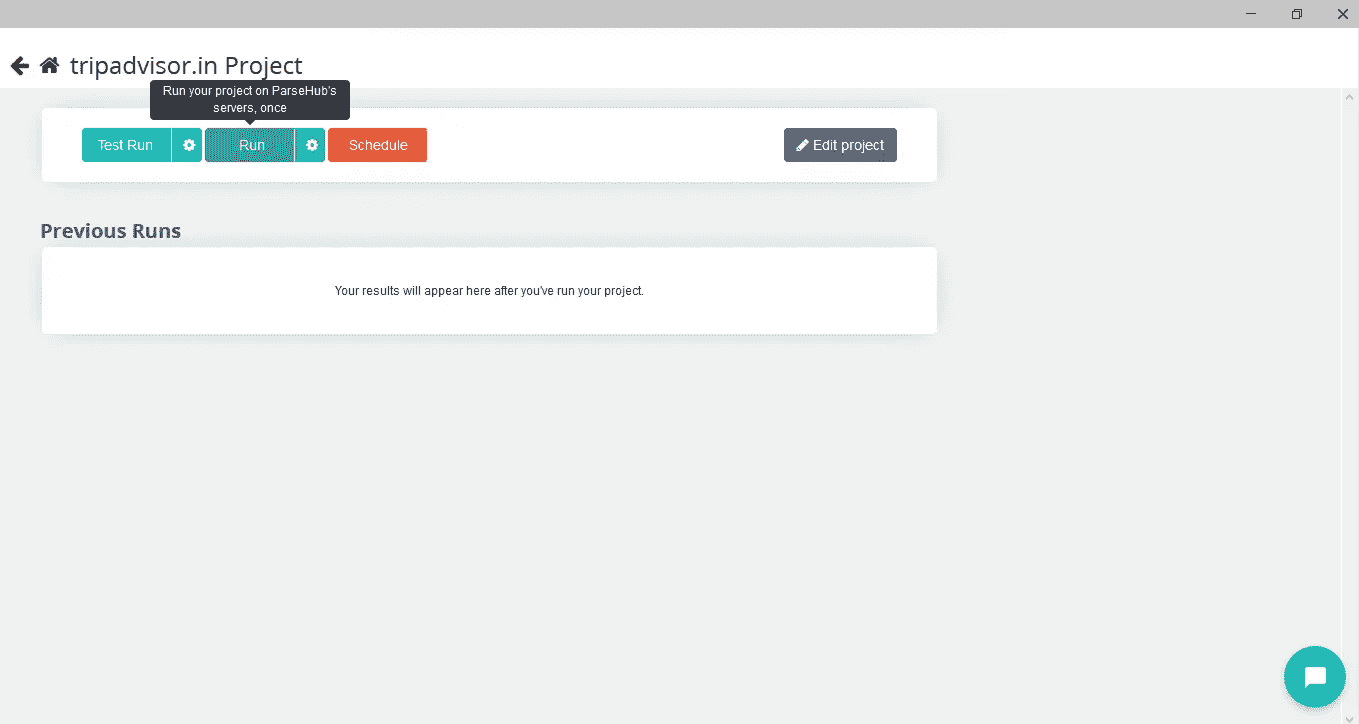 tripadvisor.in Project
Run your project on ParseHub's
servers, once
Test Run Run Schedule Edit project
Previous Runs
Your results will appear here after you've run your project.